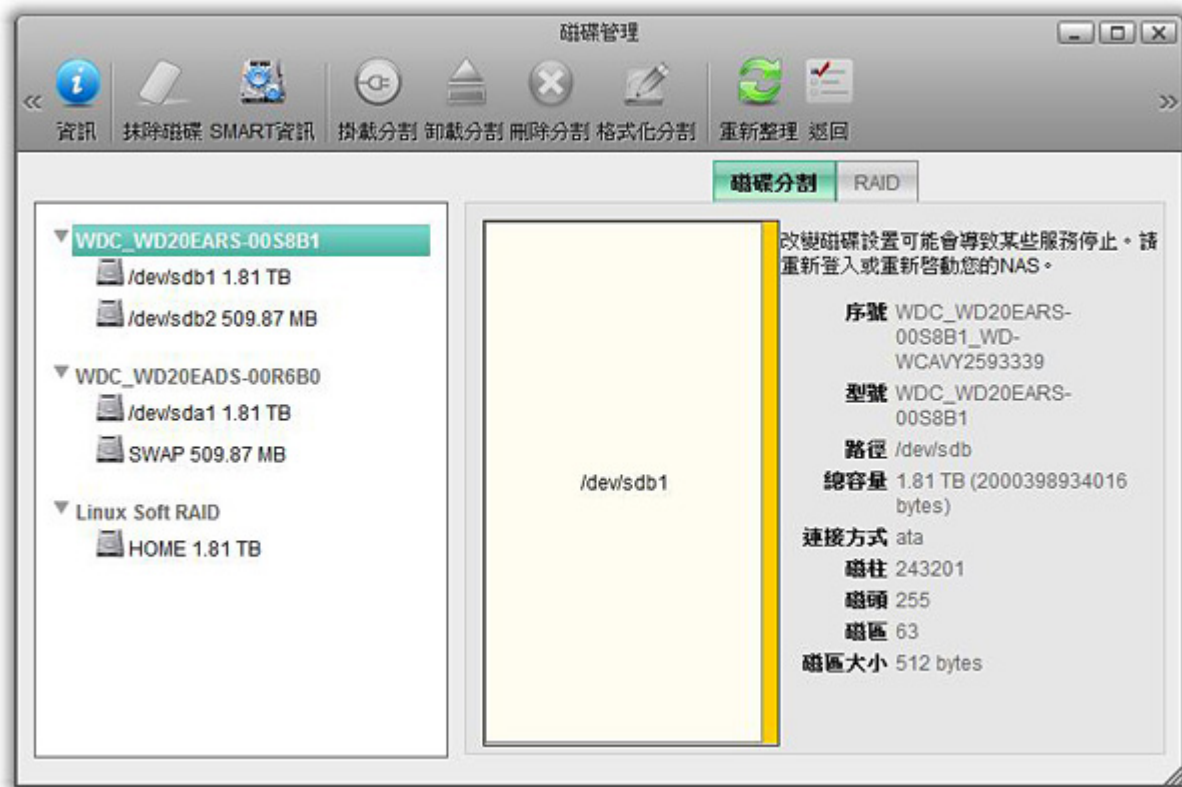 磁碟管理
資訊 抹除磁碟 SMART資訊 掛載分割 卸載分割 刪除分割 格式化分割 重新整理 返回
磁碟分割 RAID
WDC_WD20EARS-00S8B1
/dev/sdb1 1.81 TB
/dev/sdb2 509.87 MB
WDC_WD20EADS-00R6B0
/dev/sda1 1.81 TB
SWAP 509.87 MB
Linux Soft RAID
HOME 1.81 TB
/dev/sdb1
改變磁碟設置可能會導致某些服務停止。請
重新登入或重新啓動您的NAS。
序號 WDC_WD20EARS-
00S8B1_WD-
WCAVY2593339
型號 WDC_WD20EARS-
00S8B1
路徑 /dev/sdb
總容量 1.81 TB (2000398934016
bytes)
連接方式 ata
磁柱 243201
磁頭 255
磁區 63
磁區大小 512 bytes